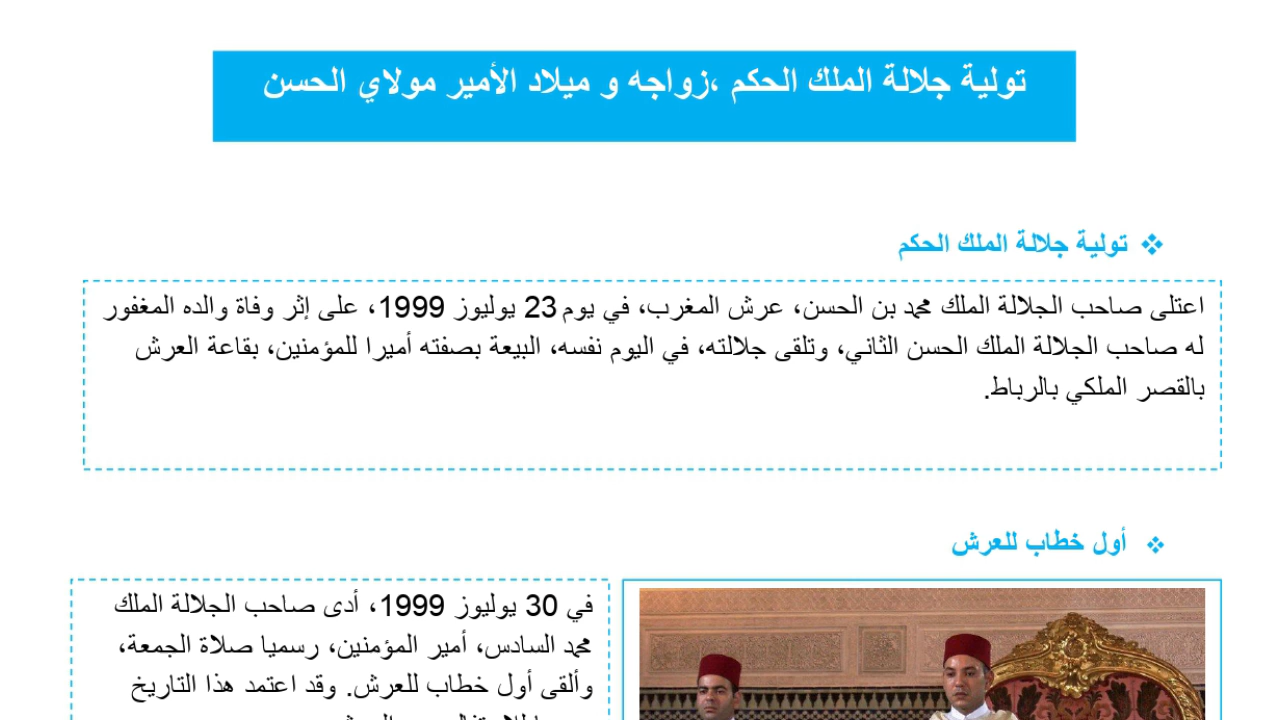 تولية جلالة الملك الحكم ،زواجه و ميلاد الأمير مولاي الحسن
❖ تولية جلالة الملك الحكم
اعتلى صاحب الجلالة الملك محمد بن الحسن، عرش المغرب، في يوم 23 يوليوز 1999، على إثر وفاة والده المغفور
له صاحب الجلالة الملك الحسن الثاني، وتلقى جلالته، في اليوم نفسه، البيعة بصفته أميرا للمؤمنين، بقاعة العرش
بالقصر الملكي بالرباط.
❖ أول خطاب للعرش
في 30 يوليوز 1999، أدى صاحب الجلالة الملك
محمد السادس، أمير المؤمنين، رسميا صلاة الجمعة،
وألقى أول خطاب للعرش. وقد اعتمد هذا التاريخ